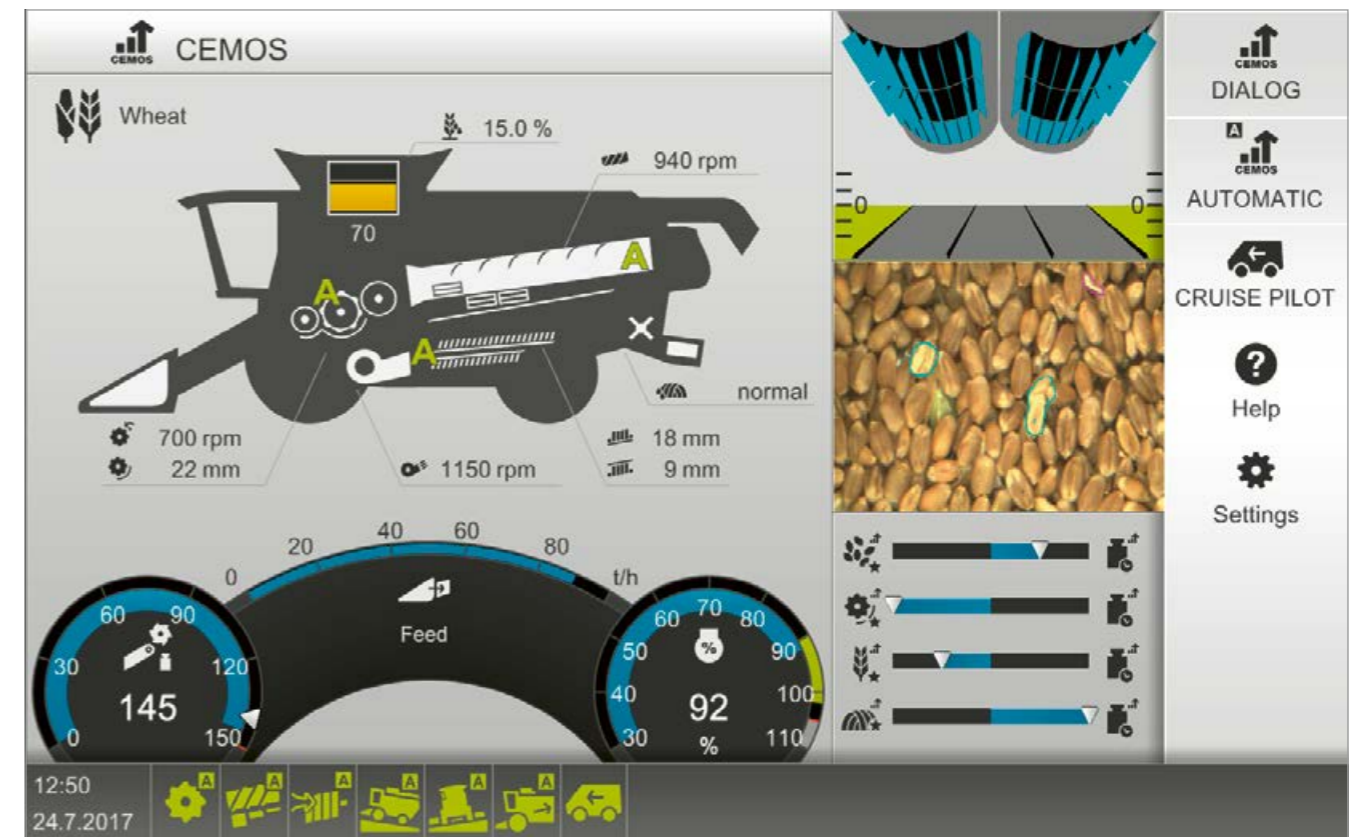 CEMOS
CEMOS
Wheat
15.0 %
940 rpm
70
A
A
A
normal
700 rpm
22 mm
1150 rpm
18 mm
9 mm
0
20
40
60
80
t/h
Feed
0
30
60
90
120
150
145
30
40
50
60
70
80
90
100
110
%
92
%
0
0
CEMOS
DIALOG
A
CEMOS
AUTOMATIC
CRUISE PILOT
?
Help
Settings
12:50
24.7.2017
A
A
A
A
A
A